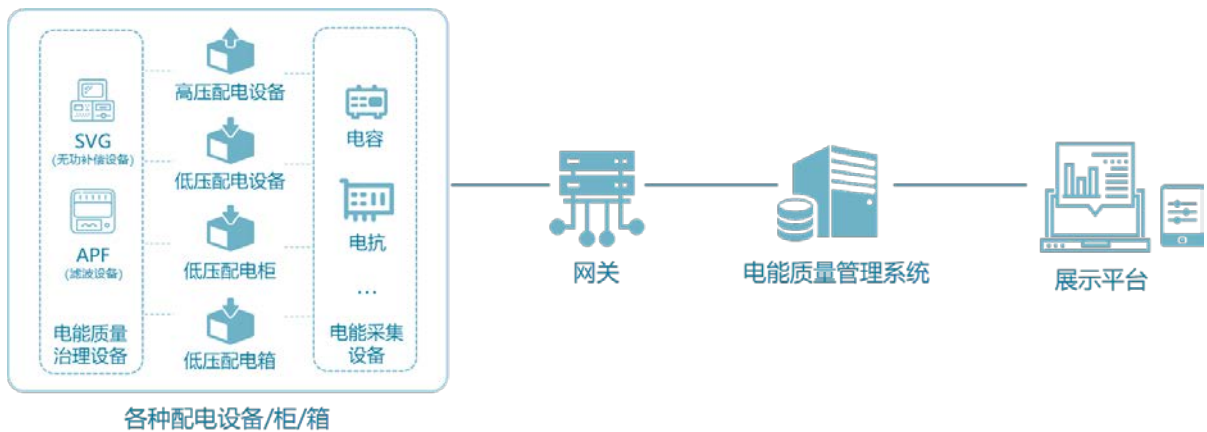 SVG
(无功补偿设备)
APF
(滤波设备)
电能质量
治理设备
高压配电设备
低压配电设备
低压配电柜
低压配电箱
电容
电抗
...
电能采集
设备
各种配电设备/柜/箱
网关
电能质量管理系统
展示平台